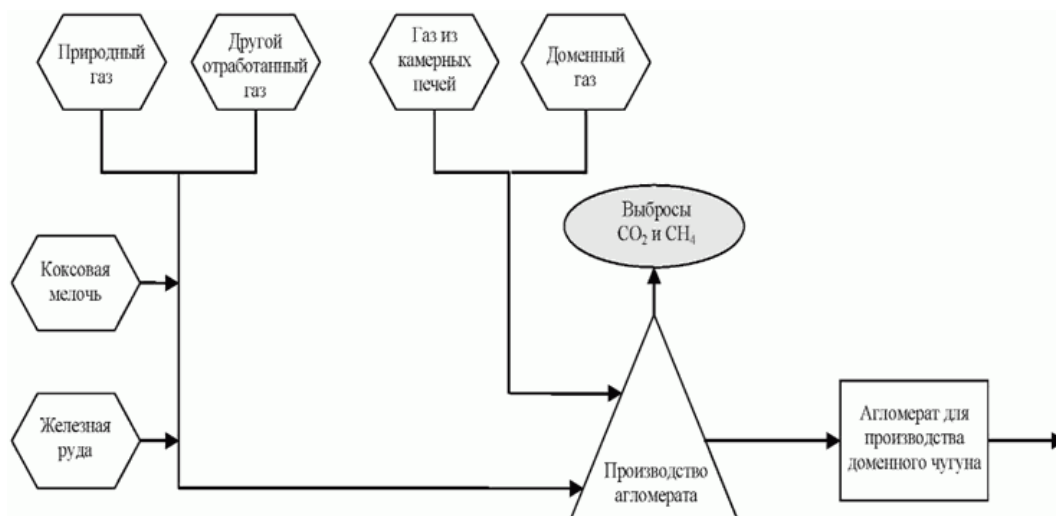 Природный
газ
Другой
отработанный
газ
Газ из
камерных
печей
Доменный
газ
Выбросы
CO₂ и CH₄
Коксовая
мелочь
Железная
руда
Производство
агломерата
Агломерат для
производства
доменного чугуна